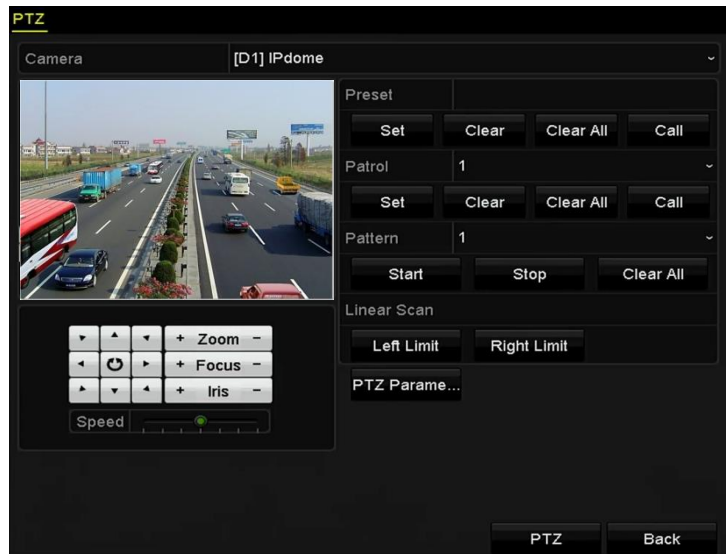 PTZ
Camera [D1] IPdome
Preset
Set Clear Clear All Call
Patrol 1
Set Clear Clear All Call
Pattern 1
Start Stop Clear All
Linear Scan
Left Limit Right Limit
PTZ Parame...
+ Zoom -
+ Focus -
+ Iris -
Speed
PTZ Back